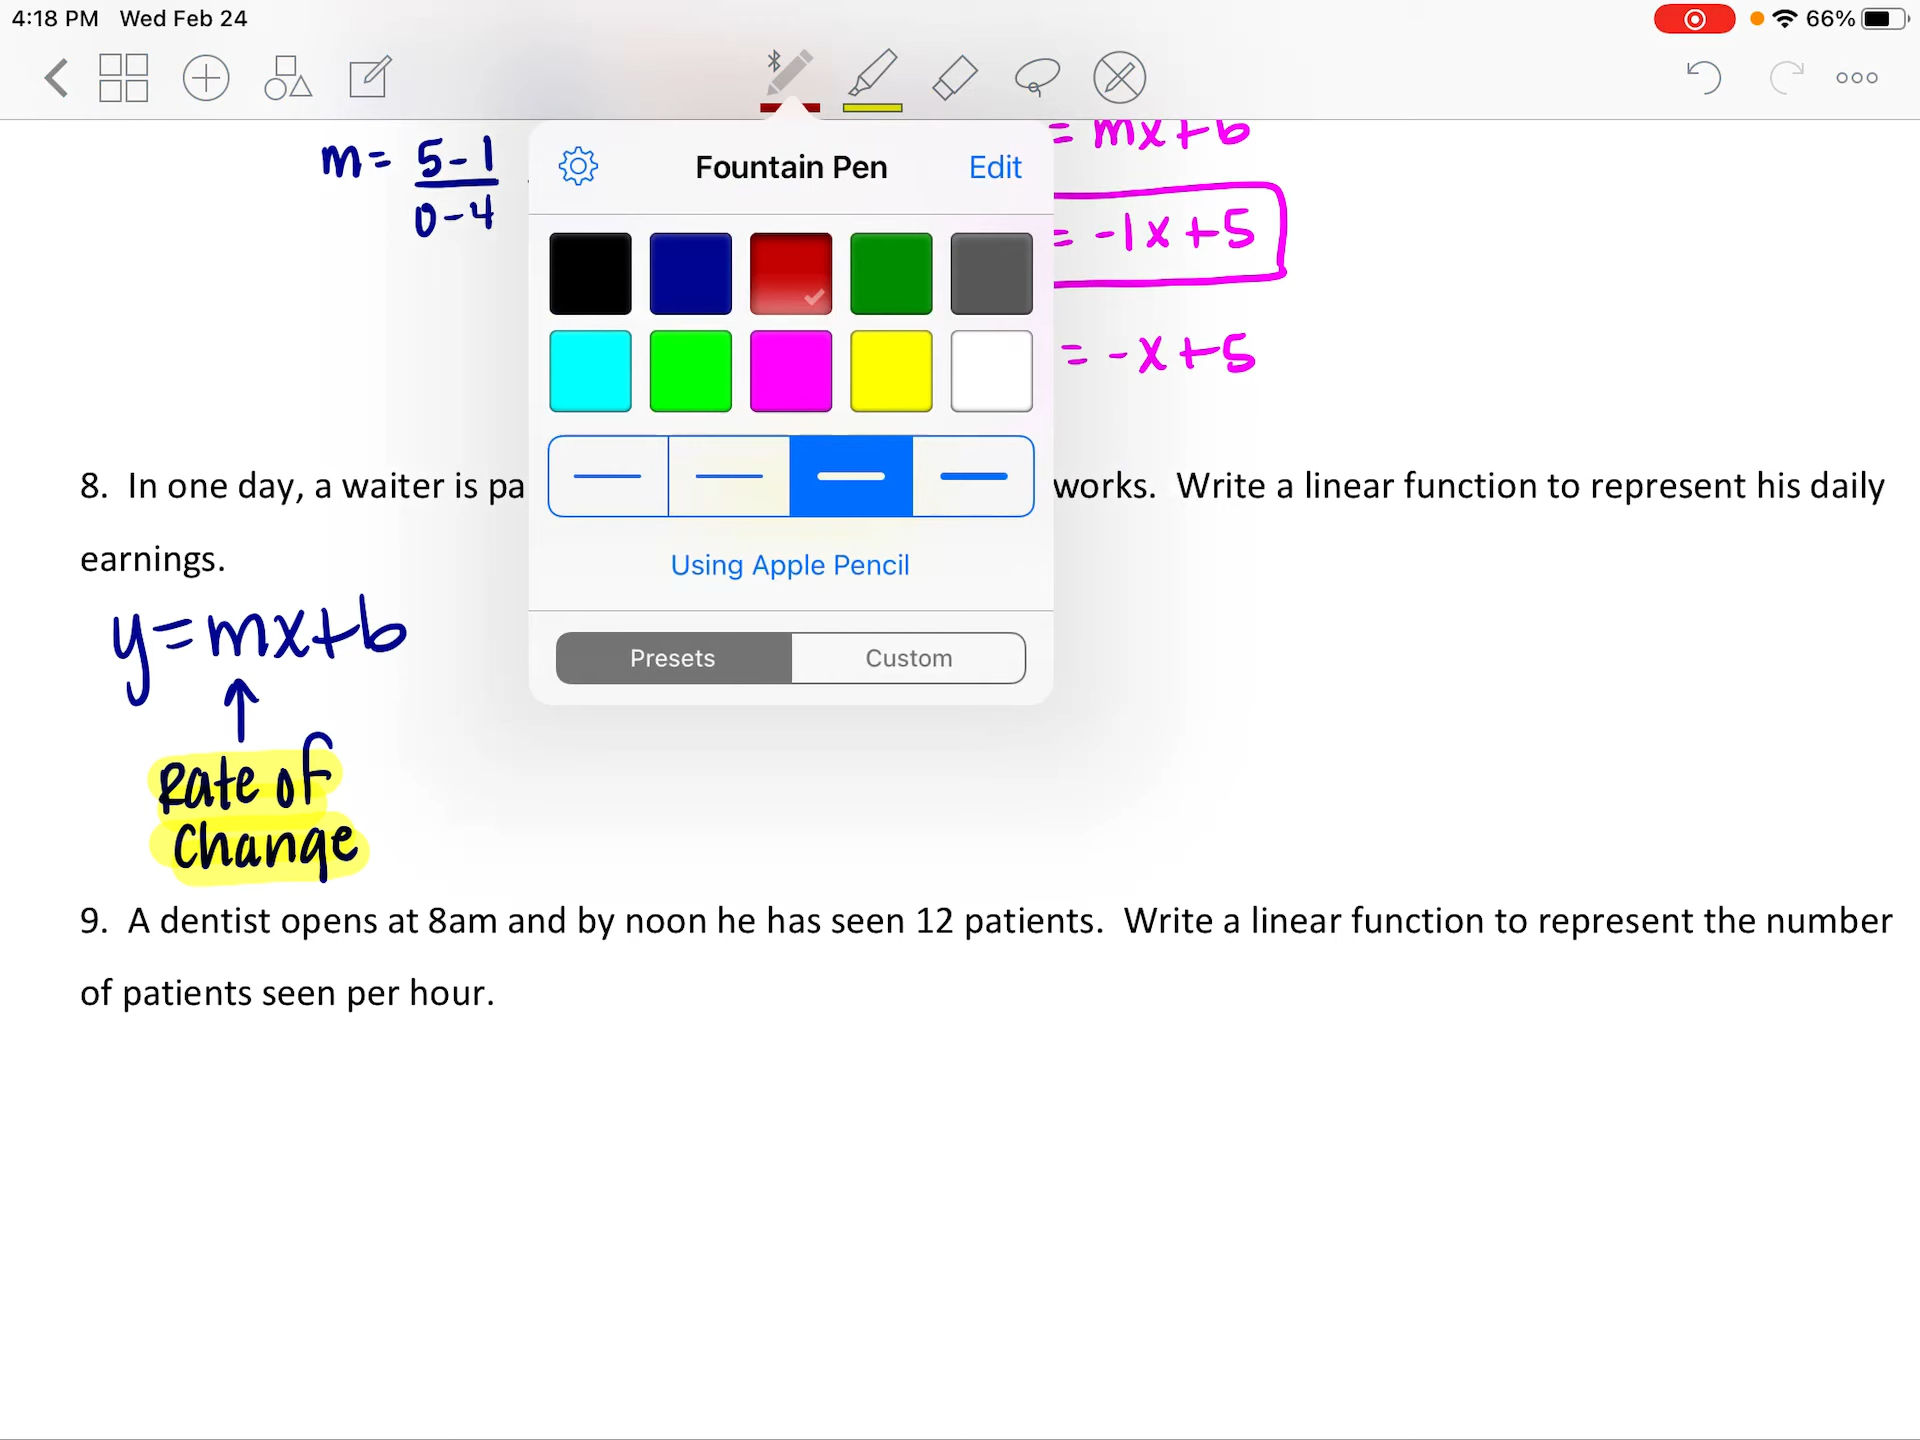 4:18 PM Wed Feb 24
66%
= mx+b
m = 5-1
0-4
Fountain Pen
Edit
= -1x+5
= -x+5
8. In one day, a waiter is pa
works. Write a linear function to represent his daily
earnings.
Using Apple Pencil
y=mx+b
Presets
Custom
Rate of
Change
9. A dentist opens at 8am and by noon he has seen 12 patients. Write a linear function to represent the number
of patients seen per hour.